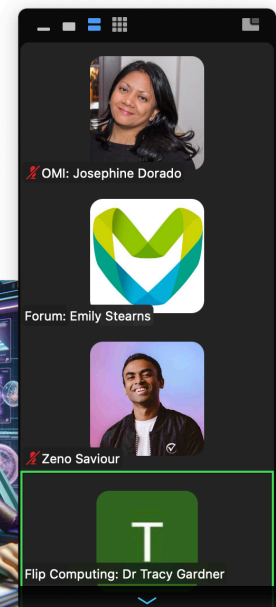 OMI: Josephine Dorado
Forum: Emily Stearns
Zeno Saviour
T
Flip Computing: Dr Tracy Gardner